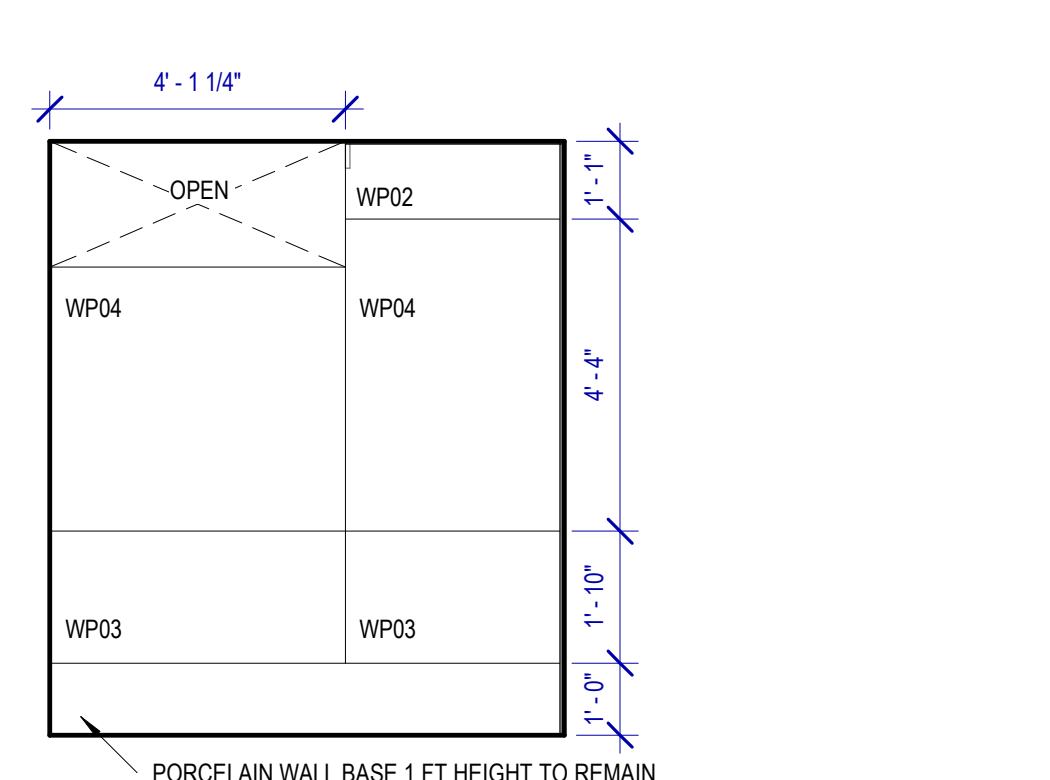 4' - 1 1/4"
OPEN
WP02
1' - 1"
WP04
WP04
4' - 4"
WP03
WP03
1' - 10"
1' - 0"
PORCELAIN WALL BASE 1 FT HEIGHT TO REMAIN